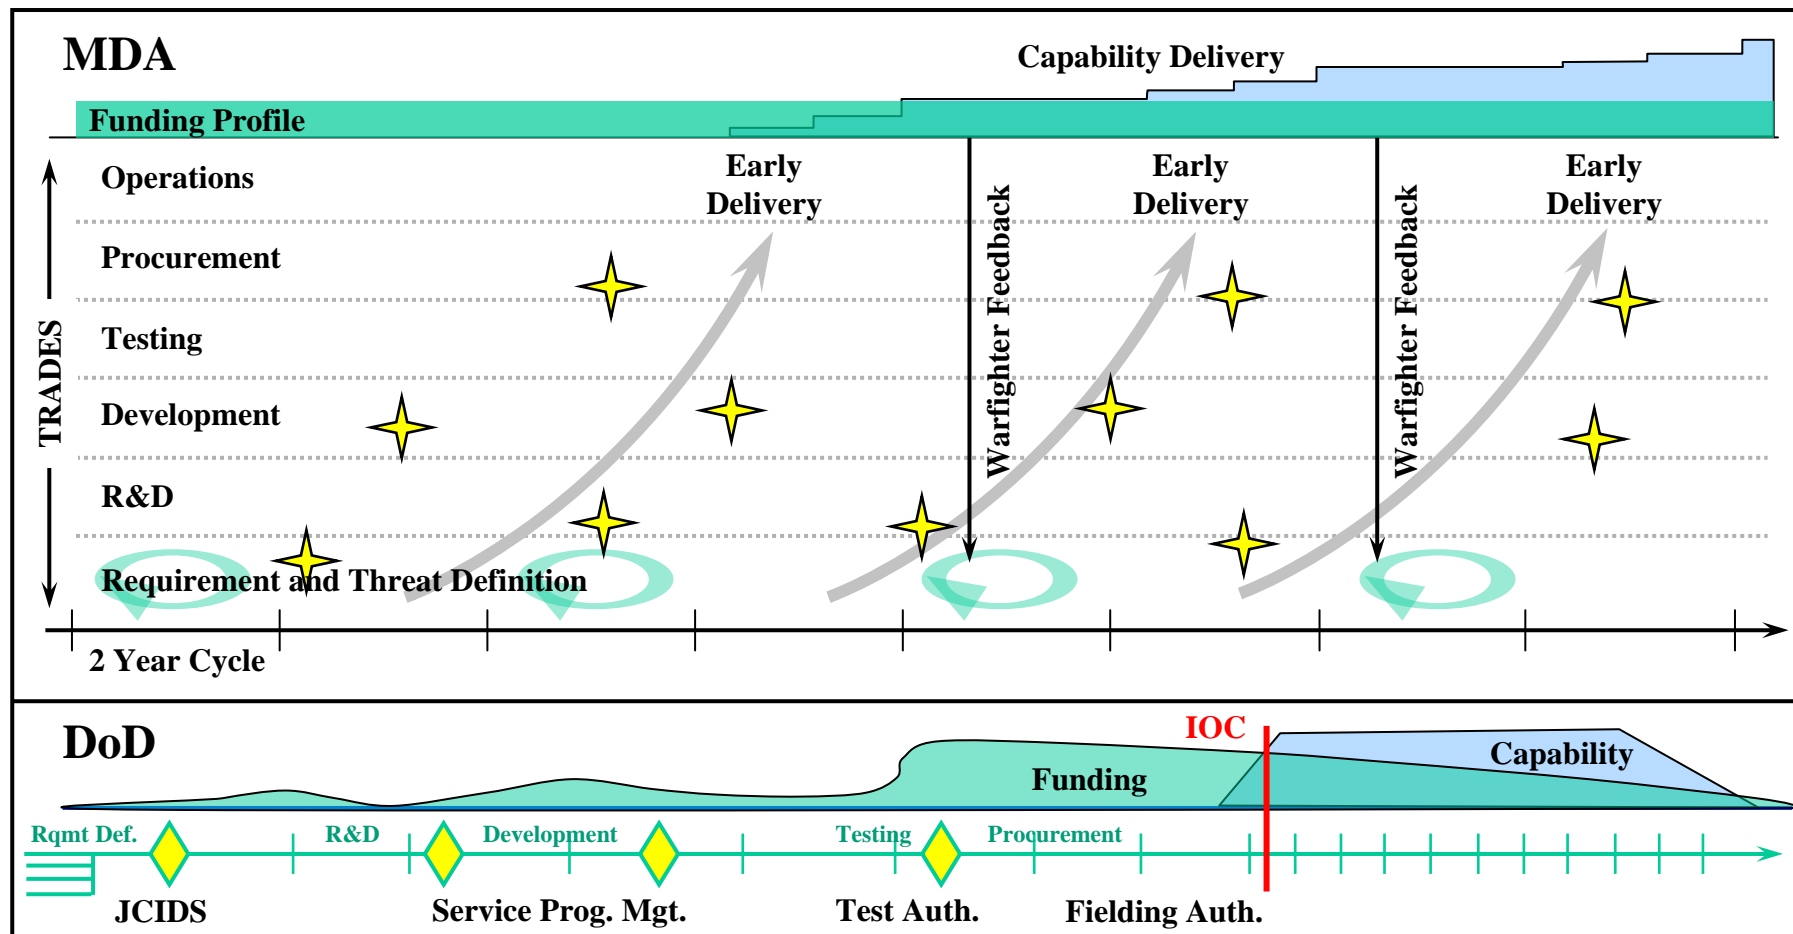 MDA
Capability Delivery
Funding Profile
Operations
Early
Delivery
Early
Delivery
Early
Delivery
Procurement
Testing
Development
R&D
Requirement and Threat Definition
TRADES
Warfighter Feedback
Warfighter Feedback
2 Year Cycle
DoD
IOC
Capability
Funding
Rqmt Def.
R&D
Development
Testing
Procurement
JCIDS
Service Prog. Mgt.
Test Auth.
Fielding Auth.